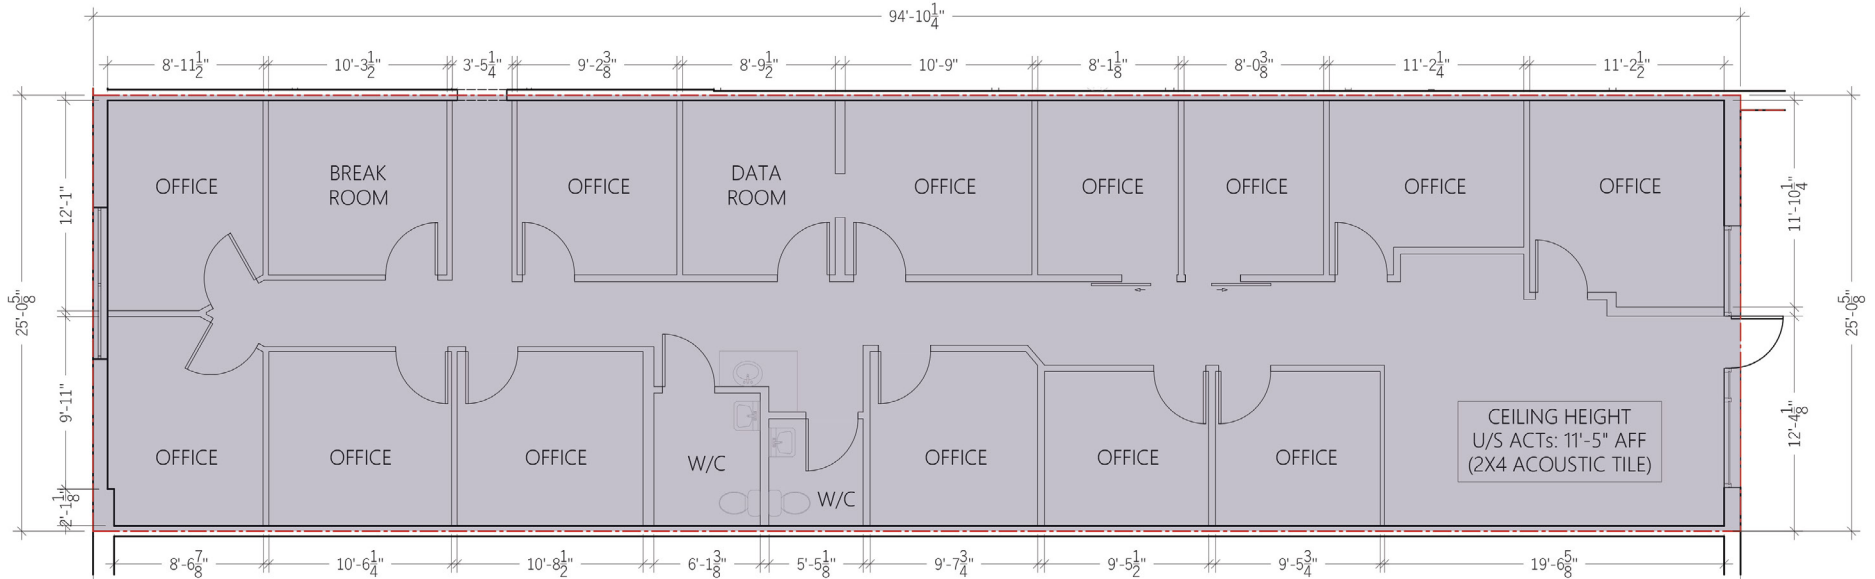 94'-10 1/4"
8'-11 1/2" 10'-3 1/2" 3'-5 1/4" 9'-2 3/8" 8'-9 1/2" 10'-9" 8'-1 1/8" 8'-0 3/8" 11'-2 1/4" 11'-2 1/2"
OFFICE
BREAK
ROOM
OFFICE
DATA
ROOM
OFFICE
OFFICE
OFFICE
OFFICE
OFFICE
12'-1"
11'-10 1/4"
25'-0 5/8"
25'-0 5/8"
9'-11"
12'-4 1/8"
CEILING HEIGHT
U/S ACTs: 11'-5" AFF
(2X4 ACOUSTIC TILE)
OFFICE
OFFICE
OFFICE
W/C
W/C
OFFICE
OFFICE
OFFICE
2'-1 1/8"
8'-6 7/8" 10'-6 1/4" 10'-8 1/2" 6'-1 3/8" 5'-5 1/8" 9'-7 3/4" 9'-5 1/2" 9'-5 3/4" 19'-6 5/8"